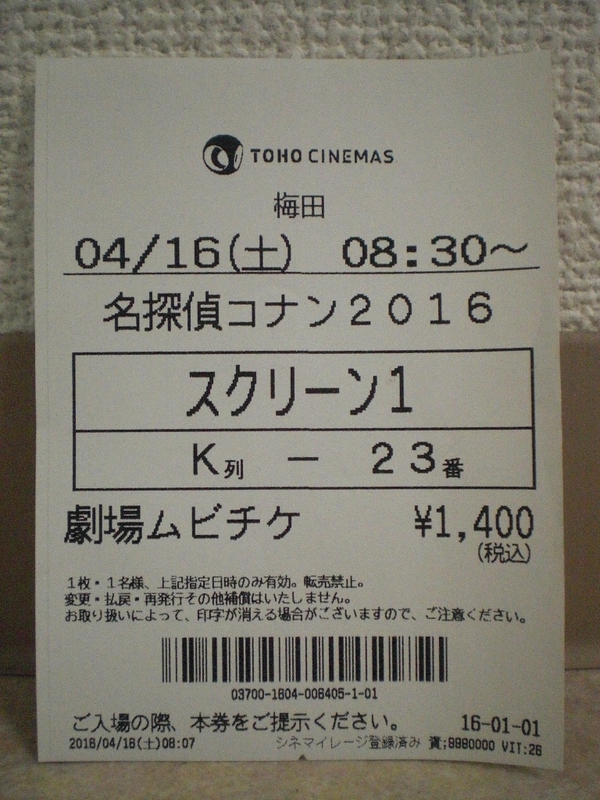 TOHO CINEMAS
梅田
04/16(土) 08:30～
名探偵コナン2016
スクリーン1
K列 － 23番
劇場ムビチケ ¥1,400
(税込)
1枚・1名様、上記指定日時のみ有効。転売禁止。
変更・払戻・再発行その他補償はいたしません。
お取り扱いによって、印字が消える場合がございますので、ご注意ください。
03700-1604-006405-1-01
ご入場の際、本券をご提示ください。 16-01-01
2016/04/16(土)08:07 シネマイレージ登録済み 賓;9990000 VIT:26